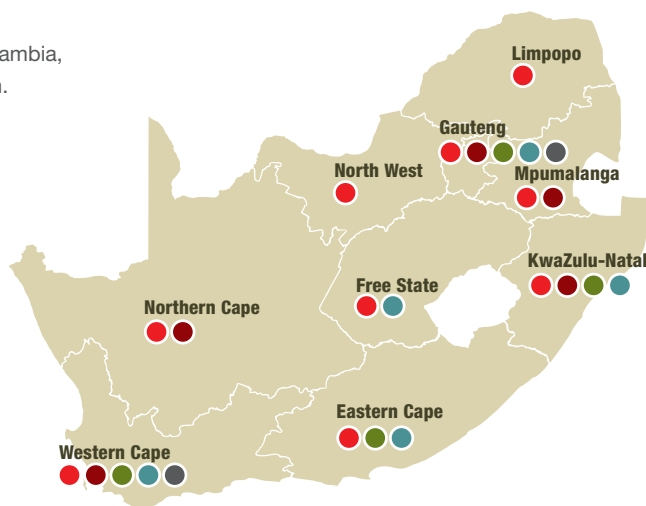 ambia,
Limpopo
Gauteng
North West
Mpumalanga
KwaZulu-Natal
Free State
Northern Cape
Eastern Cape
Western Cape